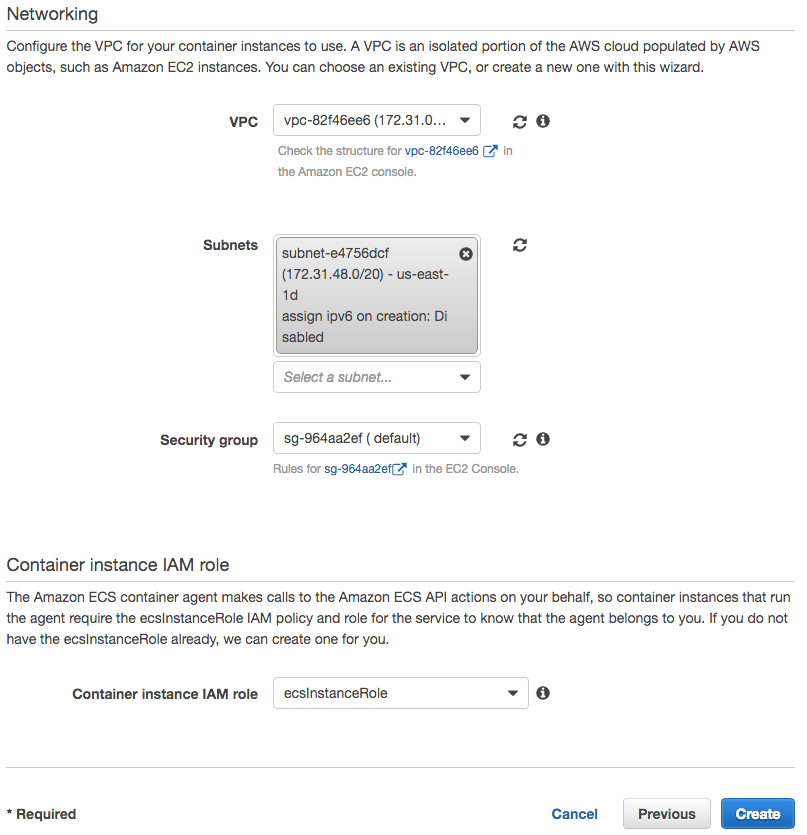 Networking
Configure the VPC for your container instances to use. A VPC is an isolated portion of the AWS cloud populated by AWS
objects, such as Amazon EC2 instances. You can choose an existing VPC, or create a new one with this wizard.
VPC vpc-82f46ee6 (172.31.0...
Check the structure for vpc-82f46ee6 in
the Amazon EC2 console.
Subnets subnet-e4756dcf
(172.31.48.0/20) - us-east-
1d
assign ipv6 on creation: Di
sabled
Select a subnet...
Security group sg-964aa2ef ( default)
Rules for sg-964aa2ef in the EC2 Console.
Container instance IAM role
The Amazon ECS container agent makes calls to the Amazon ECS API actions on your behalf, so container instances that run
the agent require the ecsInstanceRole IAM policy and role for the service to know that the agent belongs to you. If you do not
have the ecsInstanceRole already, we can create one for you.
Container instance IAM role ecsInstanceRole
* Required Cancel Previous Create